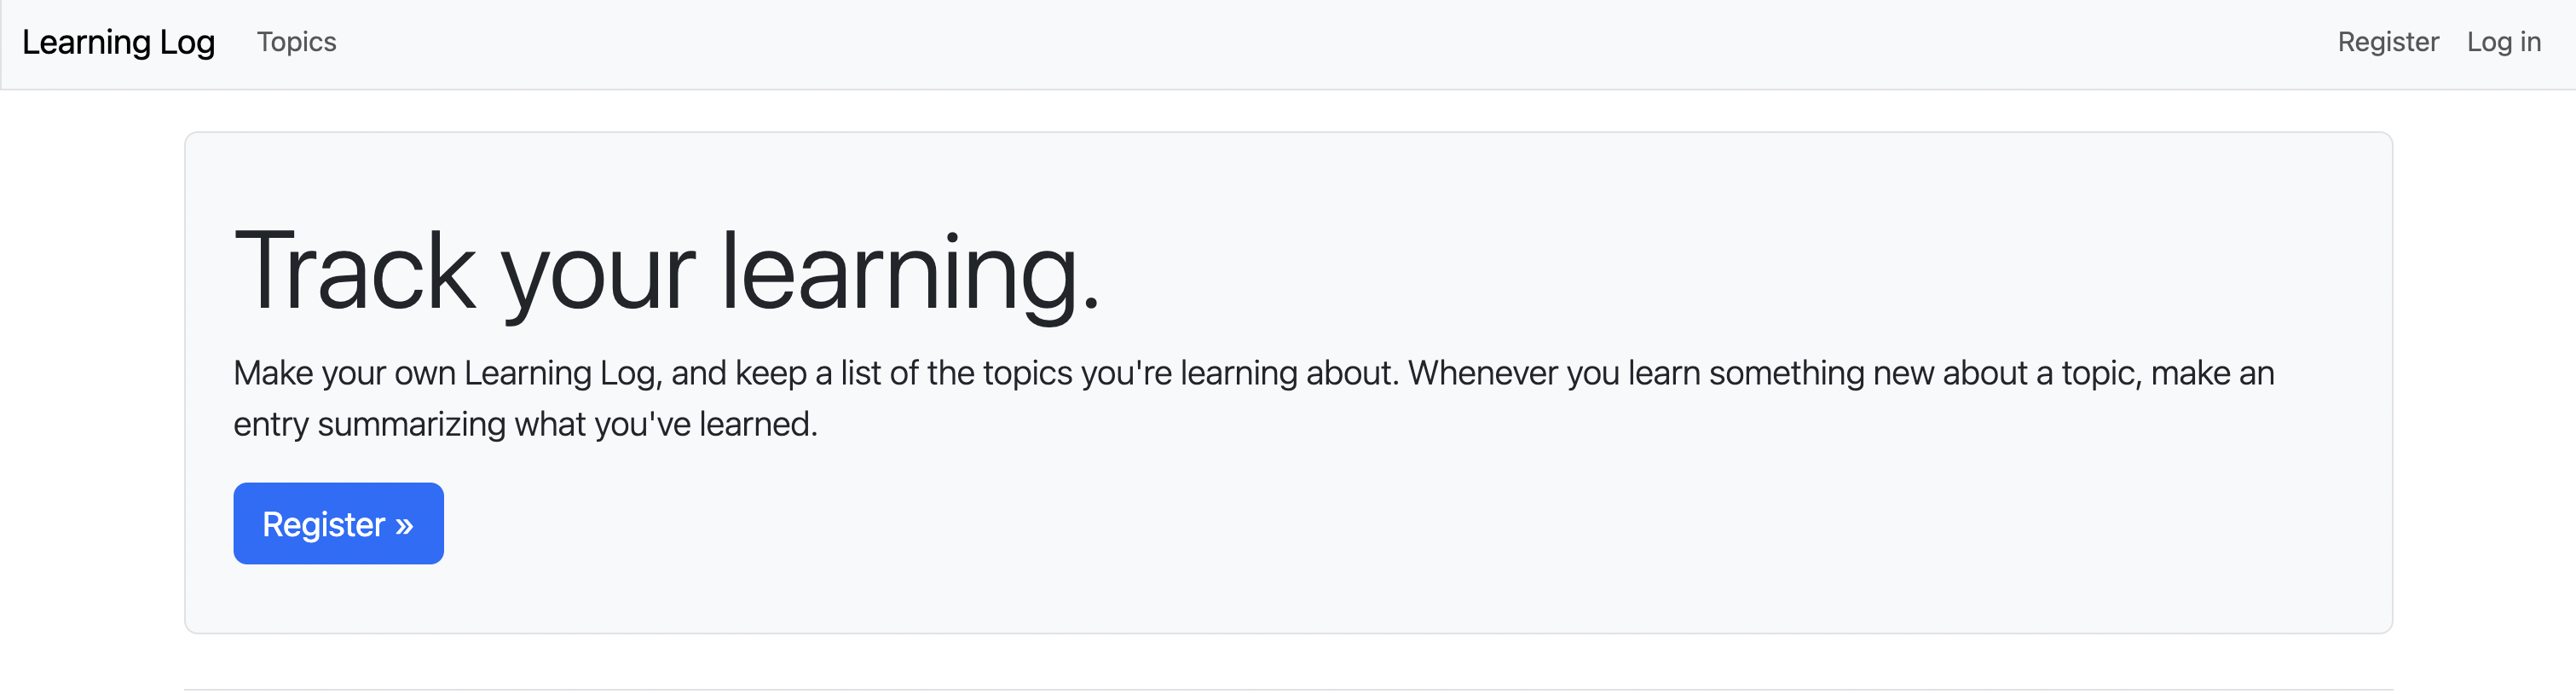 Learning Log Topics Register Log in
Track your learning.
Make your own Learning Log, and keep a list of the topics you're learning about. Whenever you learn something new about a topic, make an
entry summarizing what you've learned.
Register »